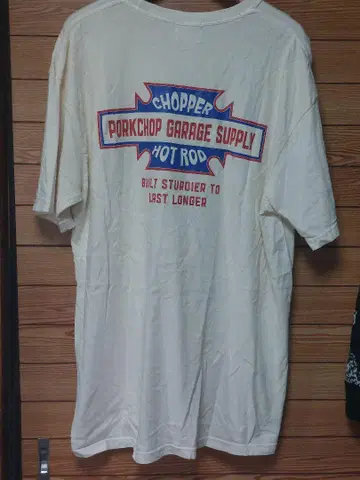 CHOPPER
PORKCHOP GARAGE SUPPLY
HOT ROD
BUILT STURDIER TO
LAST LONGER